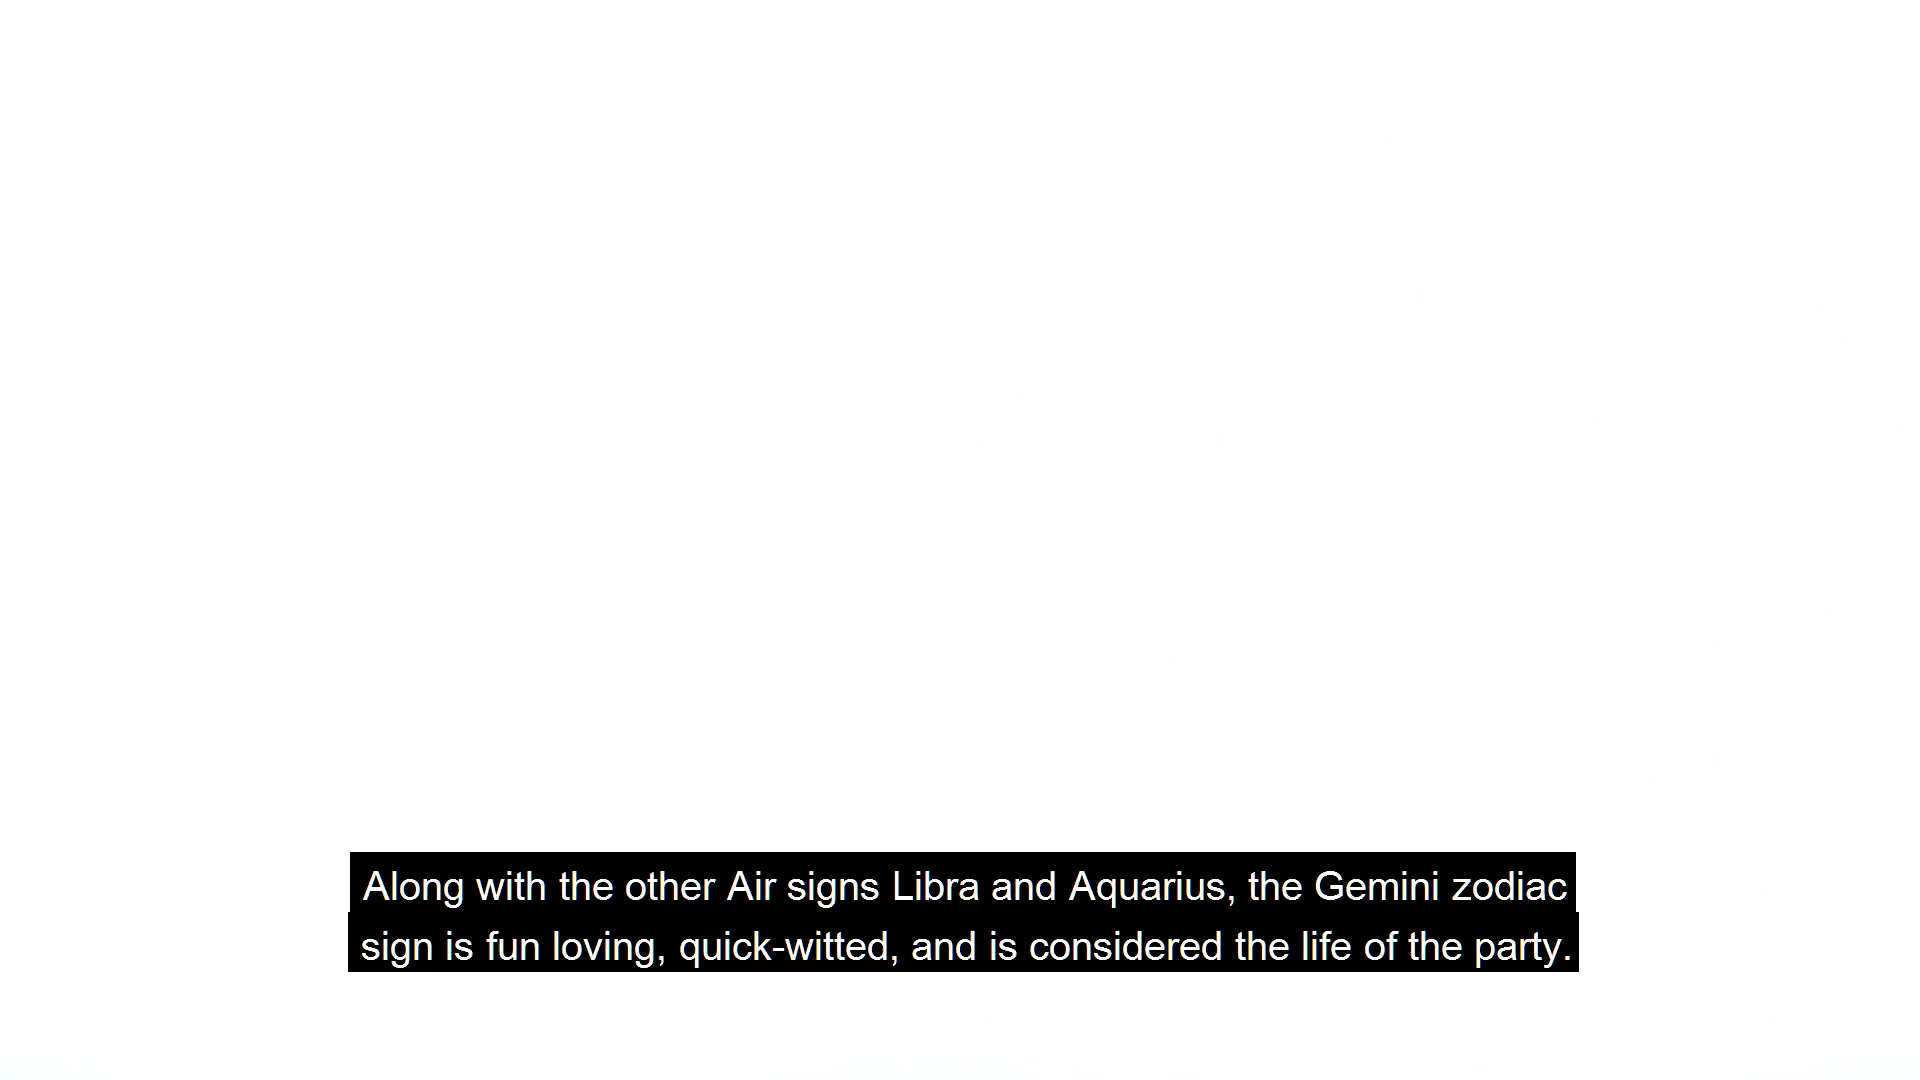 Along with the other Air signs Libra and Aquarius, the Gemini zodiac
sign is fun loving, quick-witted, and is considered the life of the party.